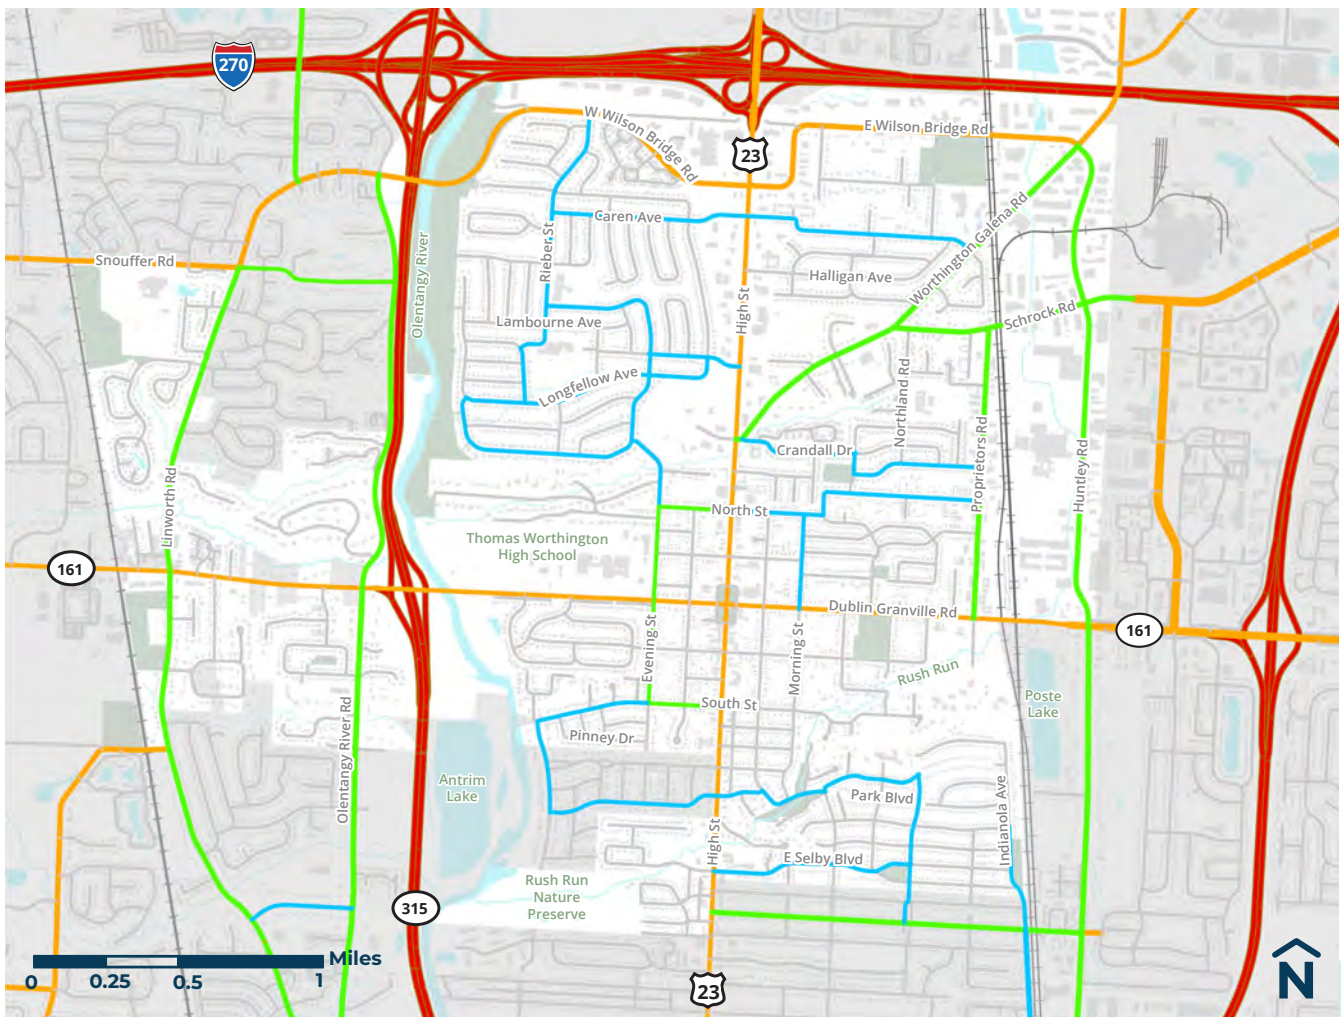 270
W Wilson Bridge Rd
E Wilson Bridge Rd
23
Caren Ave
Rieber St
Olentangy River
Snouffer Rd
Worthington Galena Rd
Halligan Ave
High St
Lambourne Ave
Schrock Rd
Longfellow Ave
Northland Rd
Crandall Dr
Proprietors Rd
Huntley Rd
Linworth Rd
North St
Thomas Worthington
High School
161
Dublin Granville Rd
161
Evening St
Morning St
Rush Run
South St
Poste
Lake
Olentangy River Rd
Pinney Dr
Antrim
Lake
Park Blvd
Indianola Ave
High St
E Selby Blvd
Rush Run
Nature
Preserve
315
Miles
0 0.25 0.5 1
23
N